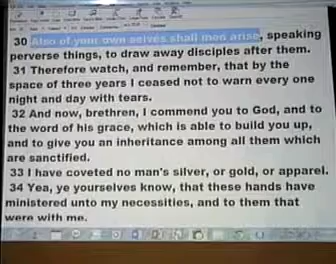 30 Also of your own selves shall men arise, speaking
perverse things, to draw away disciples after them.
31 Therefore watch, and remember, that by the
space of three years I ceased not to warn every one
night and day with tears.
32 And now, brethren, I commend you to God, and to
the word of his grace, which is able to build you up,
and to give you an inheritance among all them which
are sanctified.
33 I have coveted no man's silver, or gold, or apparel.
34 Yea, ye yourselves know, that these hands have
ministered unto my necessities, and to them that
were with me.